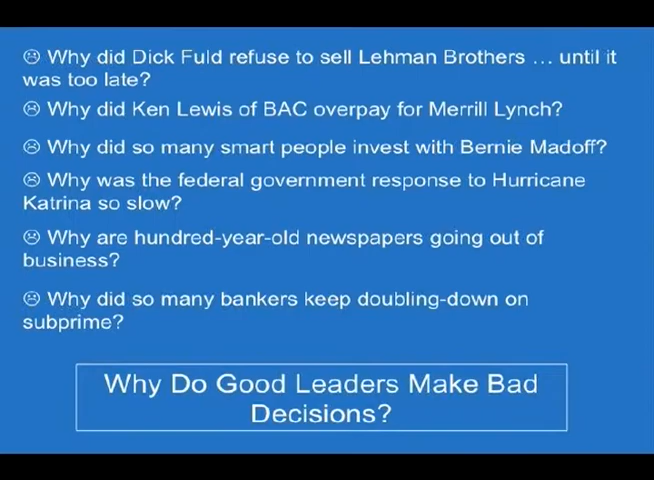 ☹ Why did Dick Fuld refuse to sell Lehman Brothers … until it
was too late?
☹ Why did Ken Lewis of BAC overpay for Merrill Lynch?
☹ Why did so many smart people invest with Bernie Madoff?
☹ Why was the federal government response to Hurricane
Katrina so slow?
☹ Why are hundred-year-old newspapers going out of
business?
☹ Why did so many bankers keep doubling-down on
subprime?
Why Do Good Leaders Make Bad
Decisions?